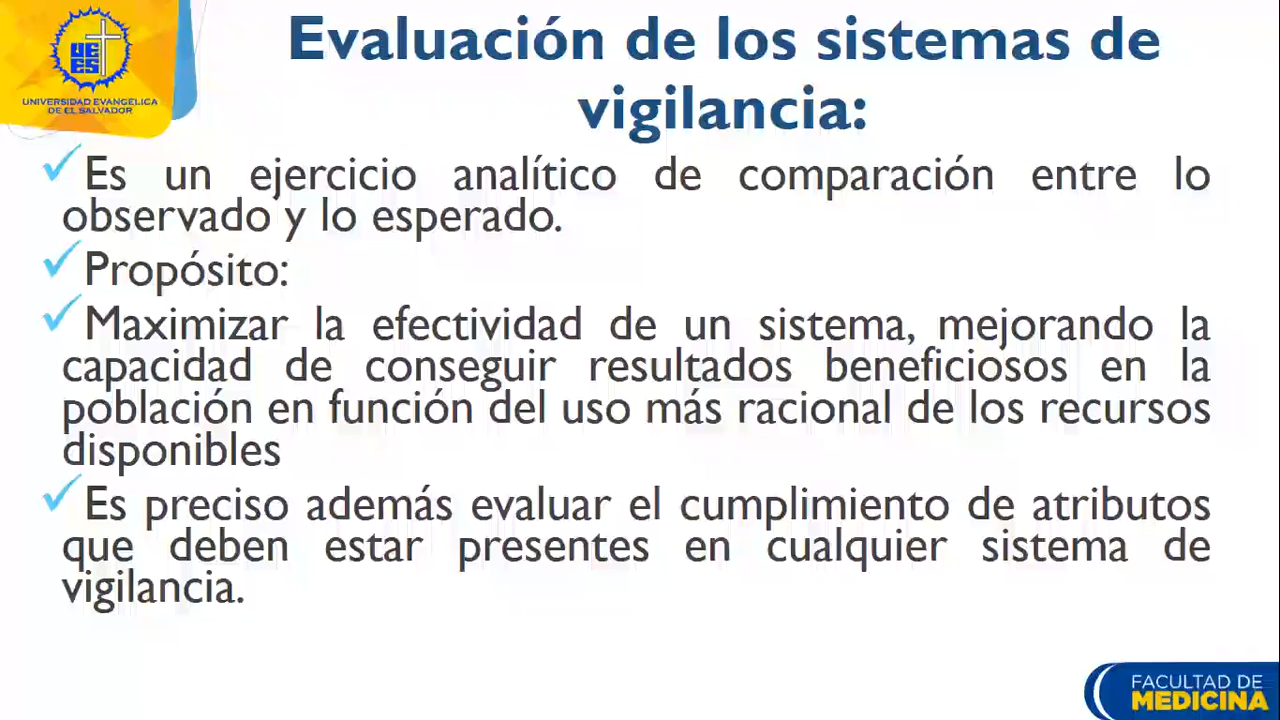 UEES
UNIVERSIDAD EVANGÉLICA
DE EL SALVADOR
Evaluación de los sistemas de
vigilancia:
Es un ejercicio analítico de comparación entre lo
observado y lo esperado.
Propósito:
Maximizar la efectividad de un sistema, mejorando la
capacidad de conseguir resultados beneficiosos en la
población en función del uso más racional de los recursos
disponibles
Es preciso además evaluar el cumplimiento de atributos
que deben estar presentes en cualquier sistema de
vigilancia.
FACULTAD DE
MEDICINA